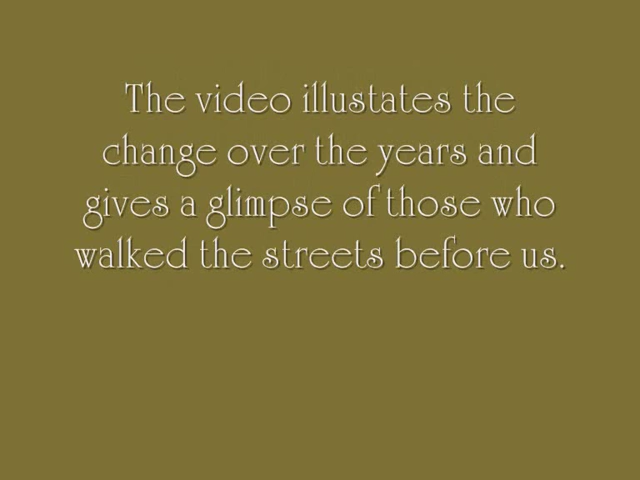 The video illustates the
change over the years and
gives a glimpse of those who
walked the streets before us.